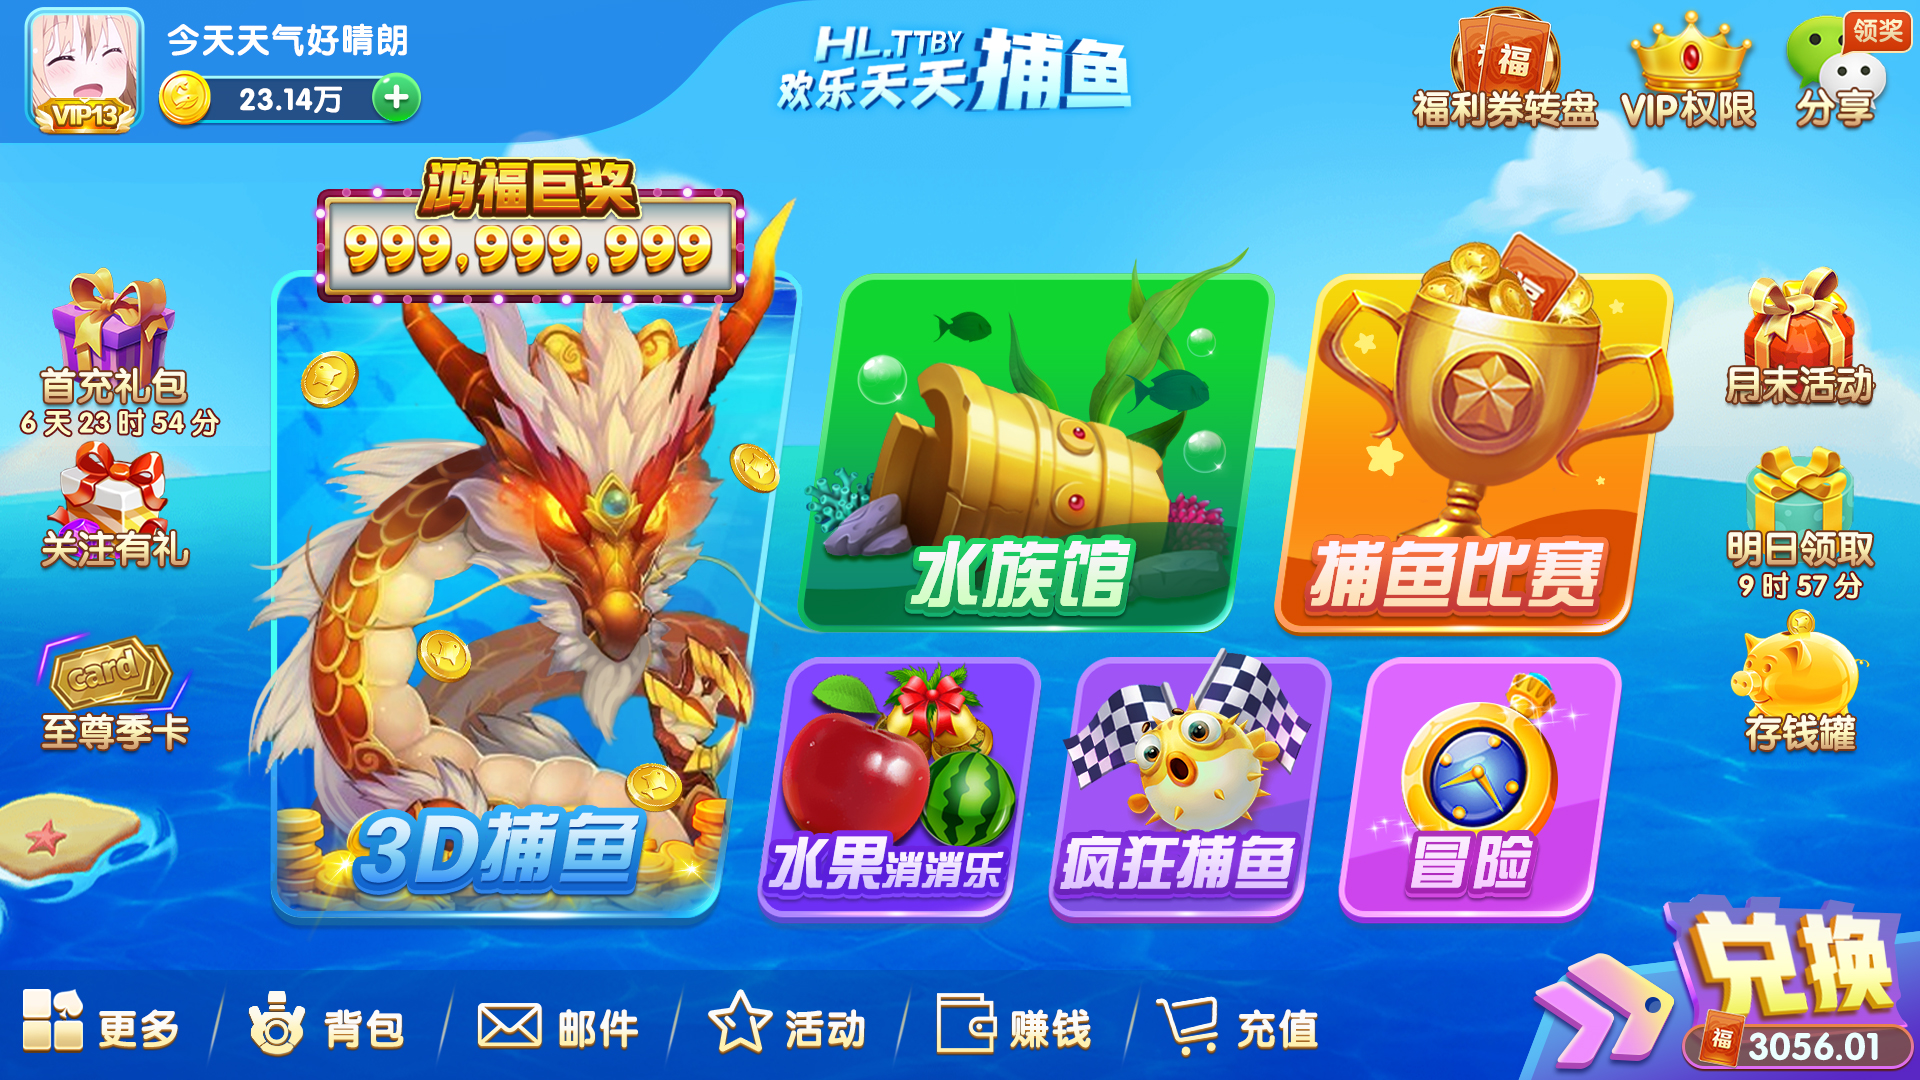 今天天气好晴朗
VIP13
23.14万
HL.TTBY
欢乐天天捕鱼
福
福利券转盘
VIP权限
领奖
分享
鸿福巨奖
999,999,999
首充礼包
6天23时54分
关注有礼
card
至尊季卡
3D捕鱼
水族馆
捕鱼比赛
水果消消乐
疯狂捕鱼
冒险
月末活动
明日领取
9时57分
存钱罐
更多
背包
邮件
活动
赚钱
充值
兑换
福
3056.01